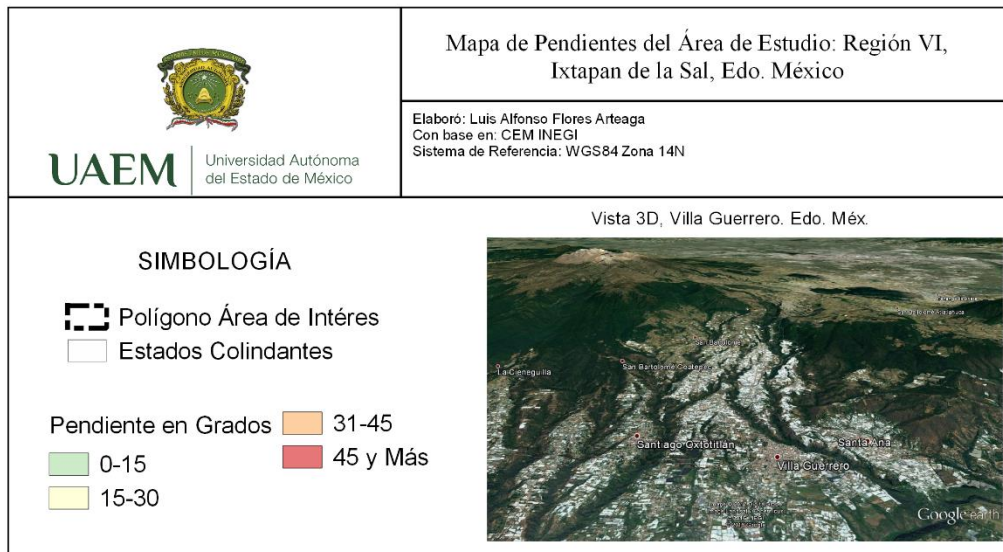 Mapa de Pendientes del Área de Estudio: Región VI,
Ixtapan de la Sal, Edo. México
Elaboró: Luis Alfonso Flores Arteaga
Con base en: CEM INEGI
Sistema de Referencia: WGS84 Zona 14N
UAEM
Universidad Autónoma
del Estado de México
SIMBOLOGÍA
Polígono Área de Intéres
Estados Colindantes
Pendiente en Grados
0-15
15-30
31-45
45 y Más
Vista 3D, Villa Guerrero. Edo. Méx.
San Bartolomé
La Cieneguilla
San Bartolomé Coatepec
Santiago Oxtotitlán
Santa Ana
Villa Guerrero
Google earth